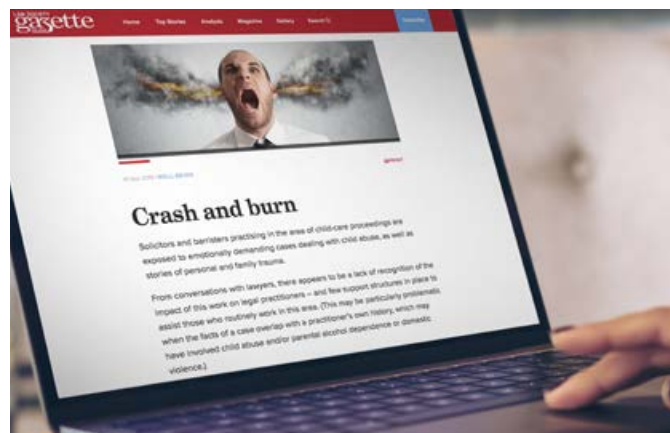 LAW SOCIETY
gazette
Home Top Stories Analysis Magazine Gallery Search
WELL-BEING
Crash and burn
Solicitors and barristers practising in the area of child-care proceedings are
exposed to emotionally demanding cases dealing with child abuse, as well as
stories of personal and family trauma.
From conversations with lawyers, there appears to be a lack of recognition of the
impact of this work on legal practitioners – and few support structures in place to
assist those who routinely work in this area. (This may be particularly problematic
when the facts of a case overlap with a practitioner's own history, which may
have involved child abuse and/or parental alcohol dependence or domestic
violence.)